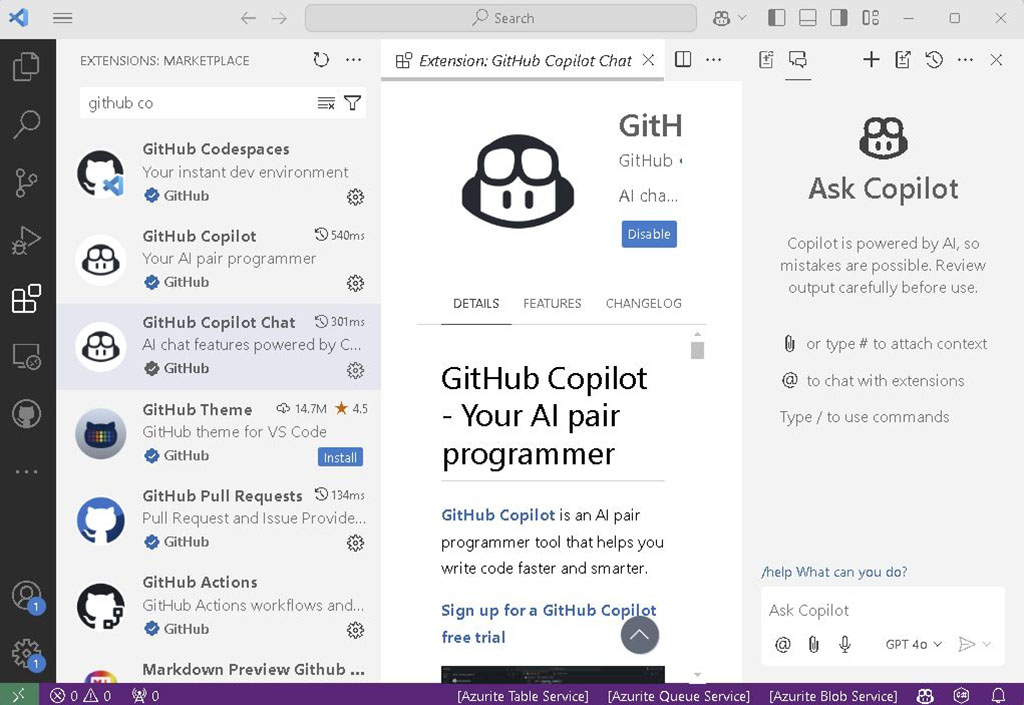 Search
EXTENSIONS: MARKETPLACE
github co
GitHub Codespaces
Your instant dev environment
GitHub
GitHub Copilot
540ms
Your AI pair programmer
GitHub
GitHub Copilot Chat
301ms
AI chat features powered by C...
GitHub
GitHub Theme
14.7M
4.5
GitHub theme for VS Code
GitHub
Install
GitHub Pull Requests
134ms
Pull Request and Issue Provide...
GitHub
GitHub Actions
GitHub Actions workflows and...
GitHub
Markdown Preview Github ...
1
1
Extension: GitHub Copilot Chat
GitH
GitHub
AI cha...
Disable
DETAILS
FEATURES
CHANGELOG
GitHub Copilot
- Your AI pair
programmer
GitHub Copilot is an AI pair
programmer tool that helps you
write code faster and smarter.
Sign up for a GitHub Copilot
free trial
Ask Copilot
Copilot is powered by AI, so
mistakes are possible. Review
output carefully before use.
or type # to attach context
@ to chat with extensions
Type / to use commands
/help What can you do?
Ask Copilot
@
GPT 4o
0
0
0
[Azurite Table Service]
[Azurite Queue Service]
[Azurite Blob Service]